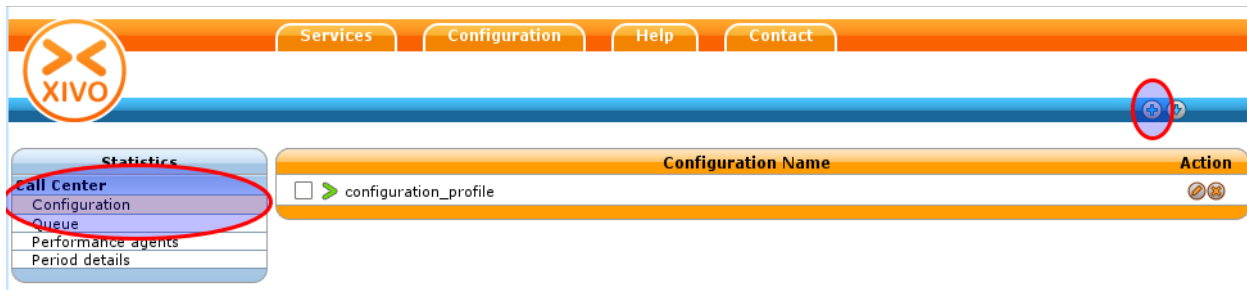 Services Configuration Help Contact
XIVO
Statistics
Call Center
Configuration
Queue
Performance agents
Period details
Configuration Name Action
configuration_profile